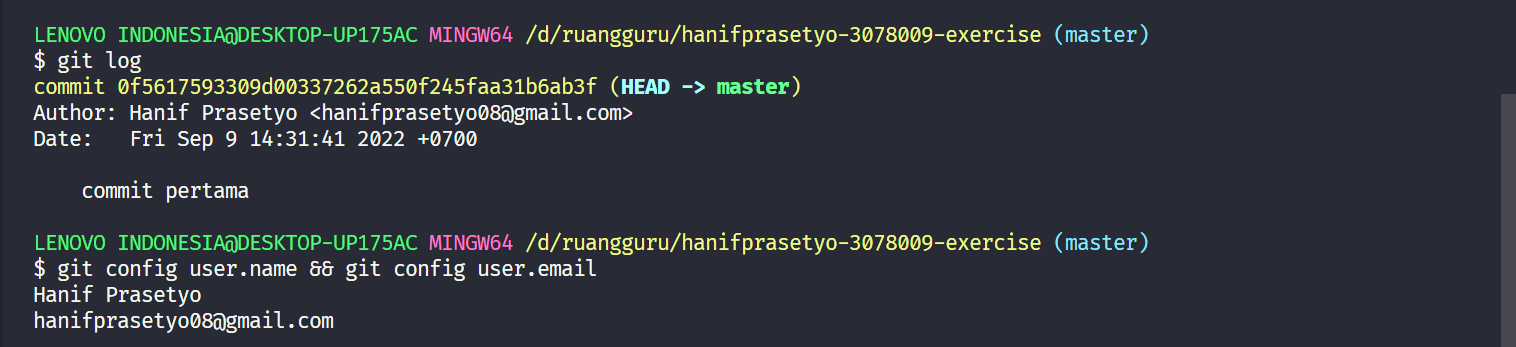 LENOVO INDONESIA@DESKTOP-UP175AC MINGW64 /d/ruangguru/hanifprasetyo-3078009-exercise (master)
$ git log
commit 0f5617593309d00337262a550f245faa31b6ab3f (HEAD -> master)
Author: Hanif Prasetyo <hanifprasetyo08@gmail.com>
Date:   Fri Sep 9 14:31:41 2022 +0700
    commit pertama
LENOVO INDONESIA@DESKTOP-UP175AC MINGW64 /d/ruangguru/hanifprasetyo-3078009-exercise (master)
$ git config user.name && git config user.email
Hanif Prasetyo
hanifprasetyo08@gmail.com